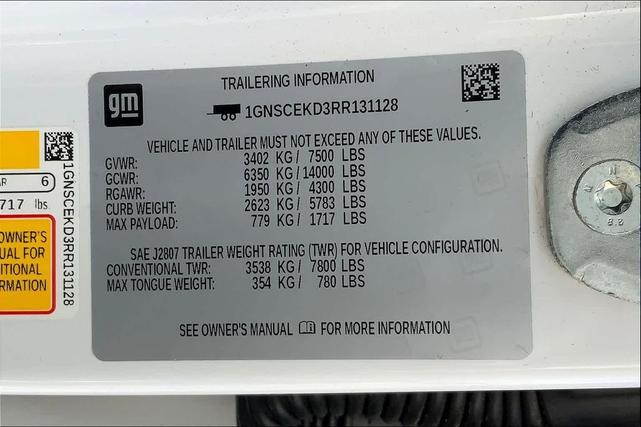 gm
TRAILERING INFORMATION
1GNSCEKD3RR131128
VEHICLE AND TRAILER MUST NOT EXCEED ANY OF THESE VALUES.
GVWR: 3402 KG / 7500 LBS
GCWR: 6350 KG / 14000 LBS
RGAWR: 1950 KG / 4300 LBS
CURB WEIGHT: 2623 KG / 5783 LBS
MAX PAYLOAD: 779 KG / 1717 LBS
SAE J2807 TRAILER WEIGHT RATING (TWR) FOR VEHICLE CONFIGURATION.
CONVENTIONAL TWR: 3538 KG / 7800 LBS
MAX TONGUE WEIGHT: 354 KG / 780 LBS
SEE OWNER'S MANUAL FOR MORE INFORMATION
1GNSCEKD3RR131128
AR 6
717 lbs.
OWNER'S
UAL FOR
ITIONAL
RMATION
8.8